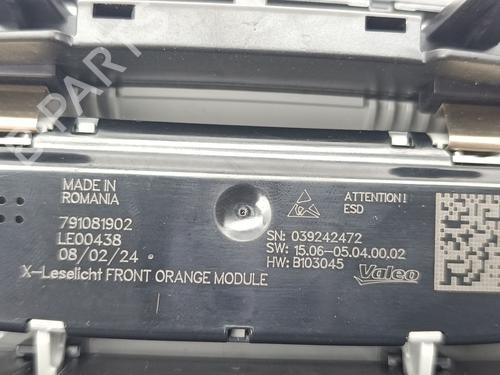 MADE IN
ROMANIA
791081902
LE00438
08/02/24
X-Leselicht FRONT ORANGE MODULE
ATTENTION!
ESD
SN: 039242472
SW: 15.06-05.04.00.02
HW: B103045
Valeo